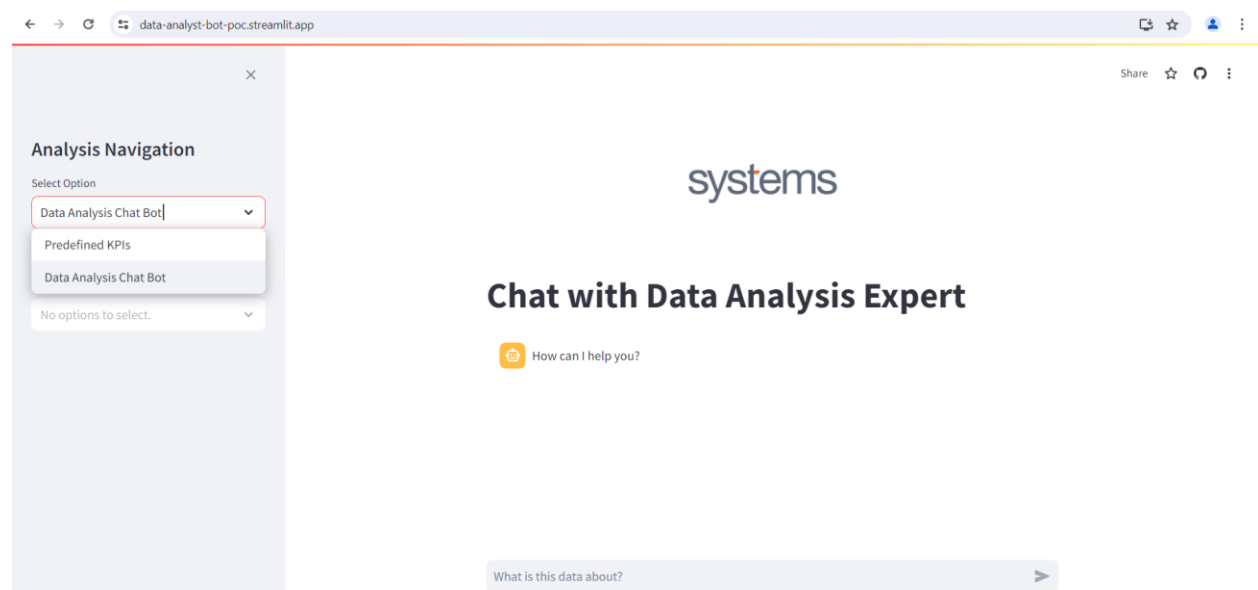 data-analyst-bot-poc.streamlit.app
Share
Analysis Navigation
Select Option
Data Analysis Chat Bot
Predefined KPIs
Data Analysis Chat Bot
No options to select.
systems
Chat with Data Analysis Expert
How can I help you?
What is this data about?